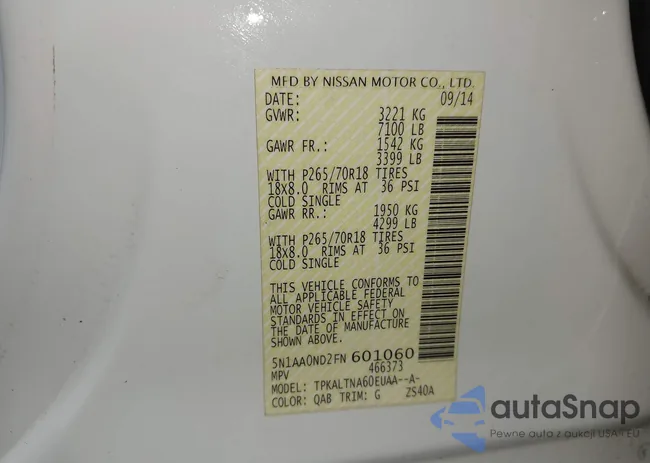 MFD BY NISSAN MOTOR CO., LTD.
DATE: 09/14
GVWR: 3221 KG
7100 LB
GAWR FR.: 1542 KG
3399 LB
WITH P265/70R18 TIRES
18X8.0 RIMS AT 36 PSI
COLD SINGLE
GAWR RR.: 1950 KG
4299 LB
WITH P265/70R18 TIRES
18X8.0 RIMS AT 36 PSI
COLD SINGLE
THIS VEHICLE CONFORMS TO
ALL APPLICABLE FEDERAL
MOTOR VEHICLE SAFETY
STANDARDS IN EFFECT ON
THE DATE OF MANUFACTURE
SHOWN ABOVE.
5N1AA0ND2FN 601060
MPV 466373
MODEL: TPKALTNA60EUAA--A-
COLOR: QAB TRIM: G ZS40A
autoSnap
Pewne auto z aukcji USA i EU